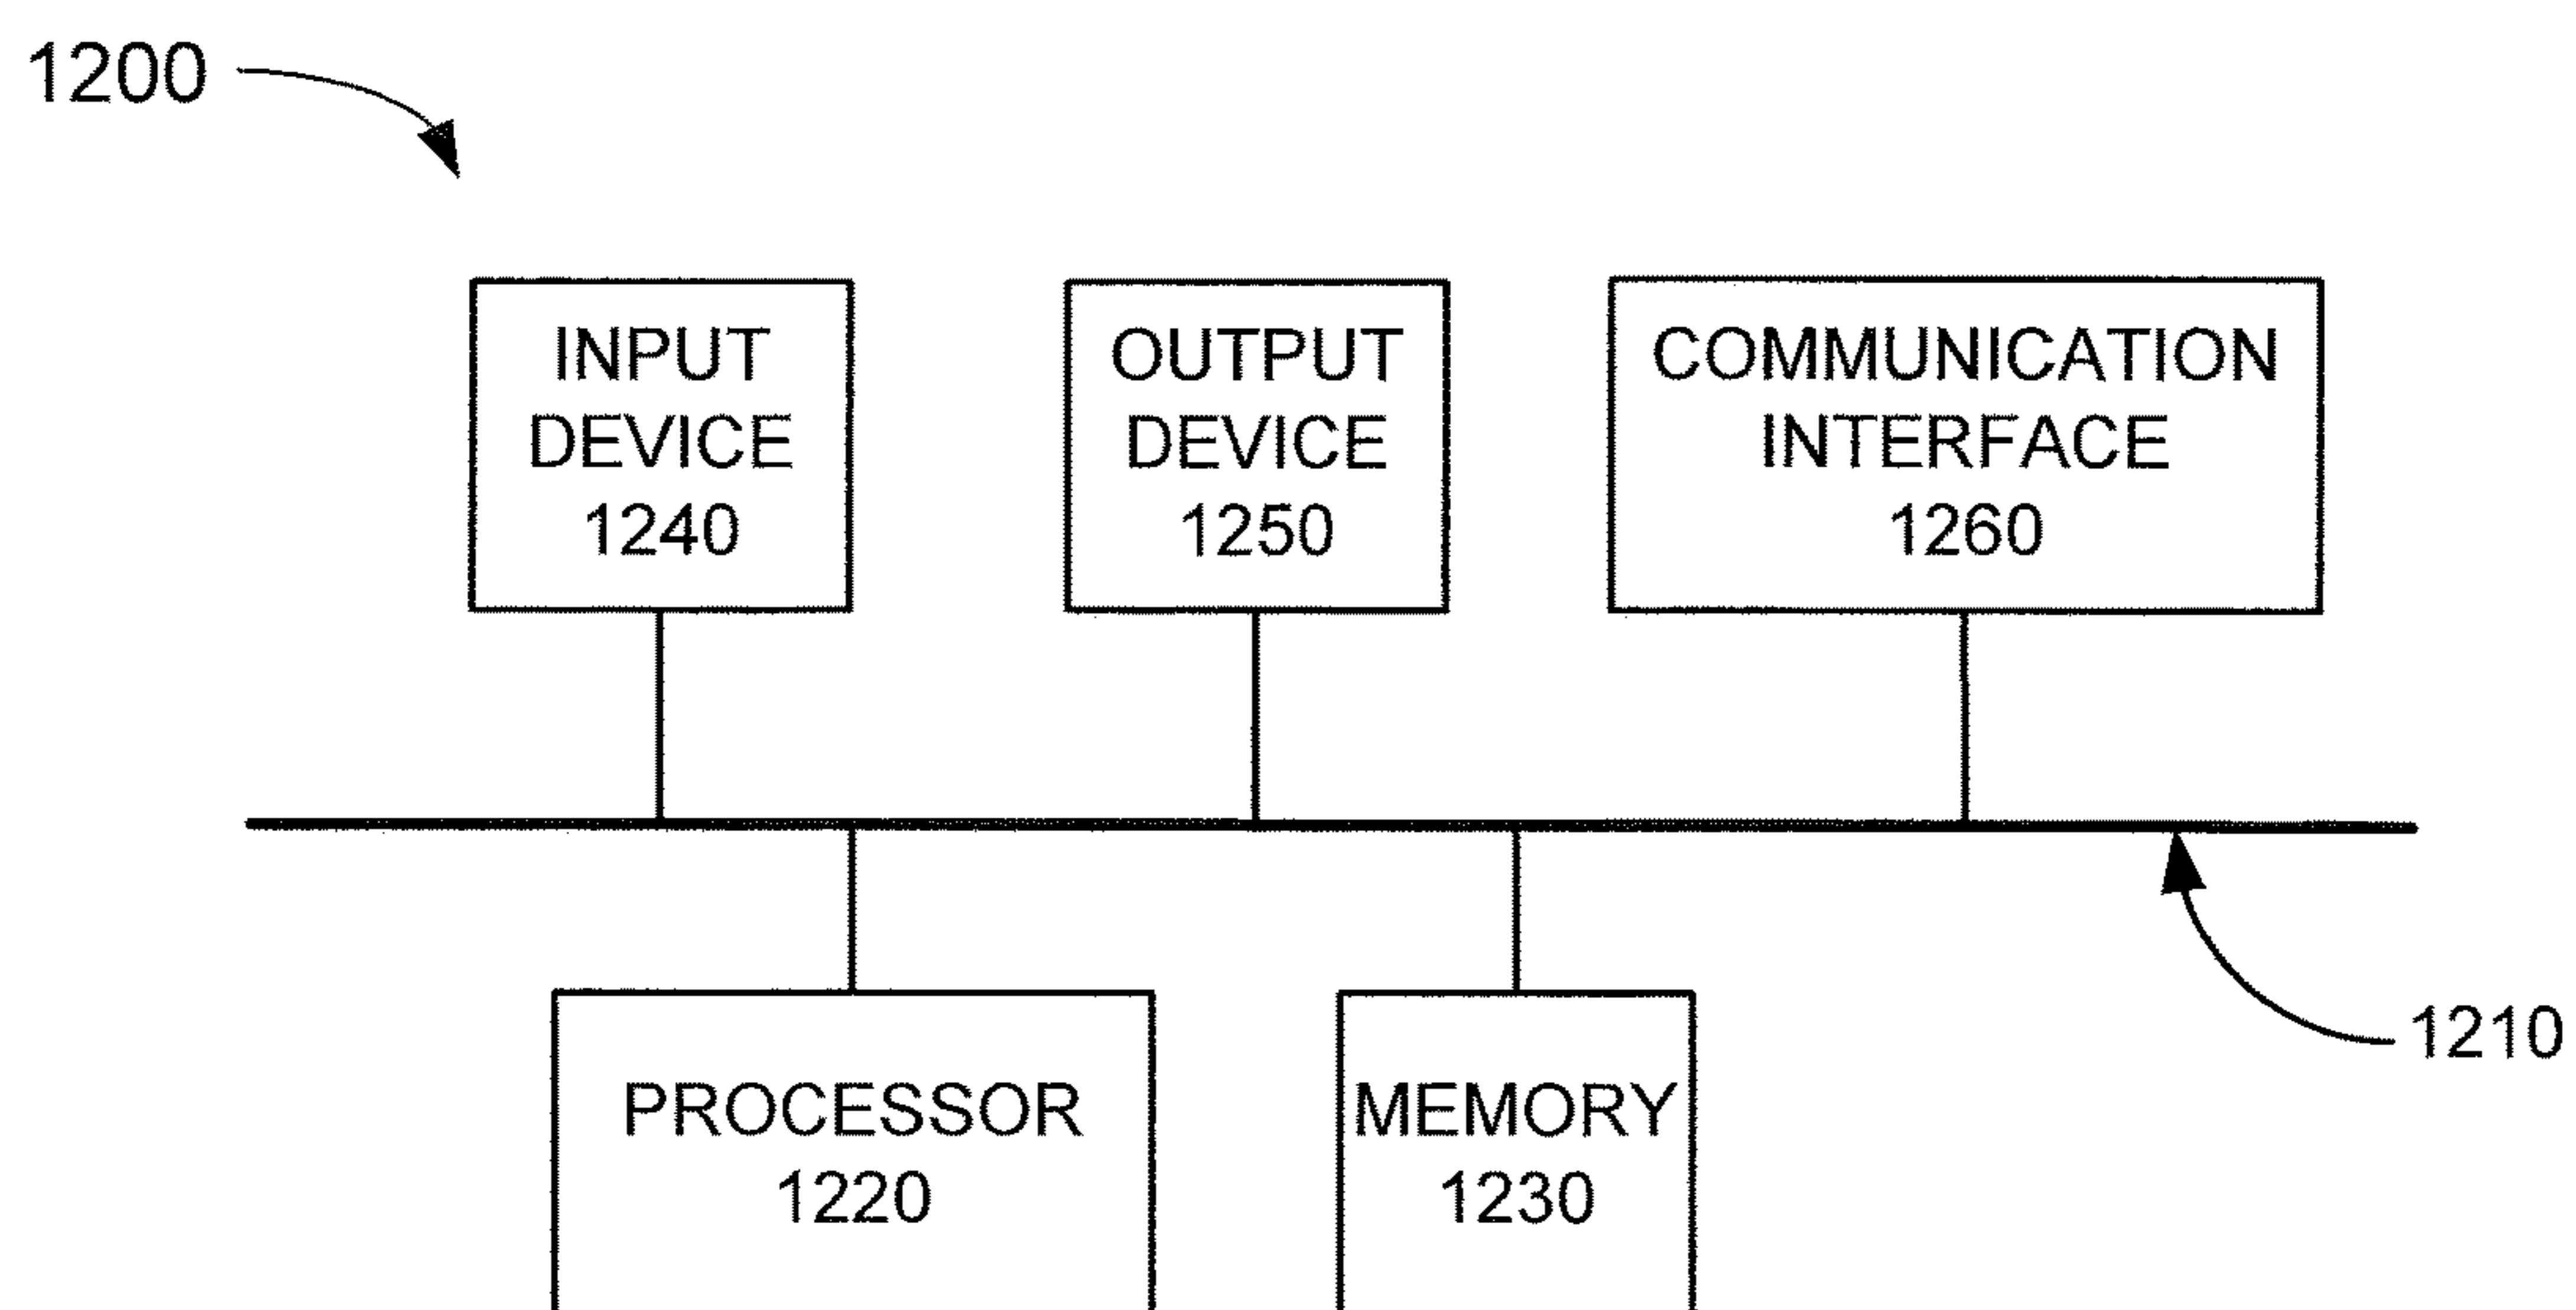 1200
INPUT
DEVICE
1240
OUTPUT
DEVICE
1250
COMMUNICATION
INTERFACE
1260
1210
PROCESSOR
1220
MEMORY
1230